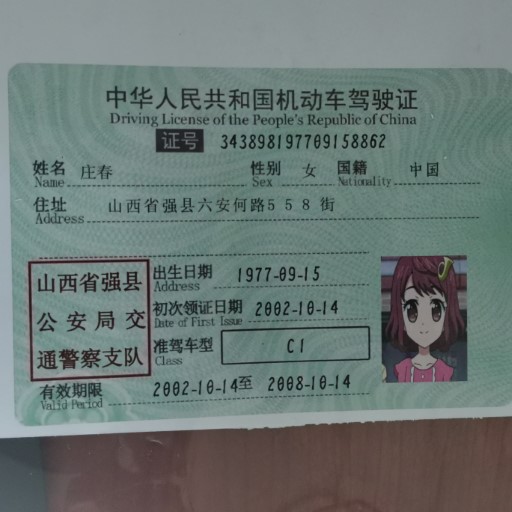 中华人民共和国机动车驾驶证
Driving License of the People's Republic of China
证号 343898197709158862
姓名 庄春 性别 女 国籍 中国
Name Sex Nationality
住址 山西省强县六安何路558街
Address
山西省强县
公安局交
通警察支队
出生日期 1977-09-15
Address
初次领证日期 2002-10-14
Date of First Issue
准驾车型 C1
Class
有效期限 2002-10-14至 2008-10-14
Valid Period